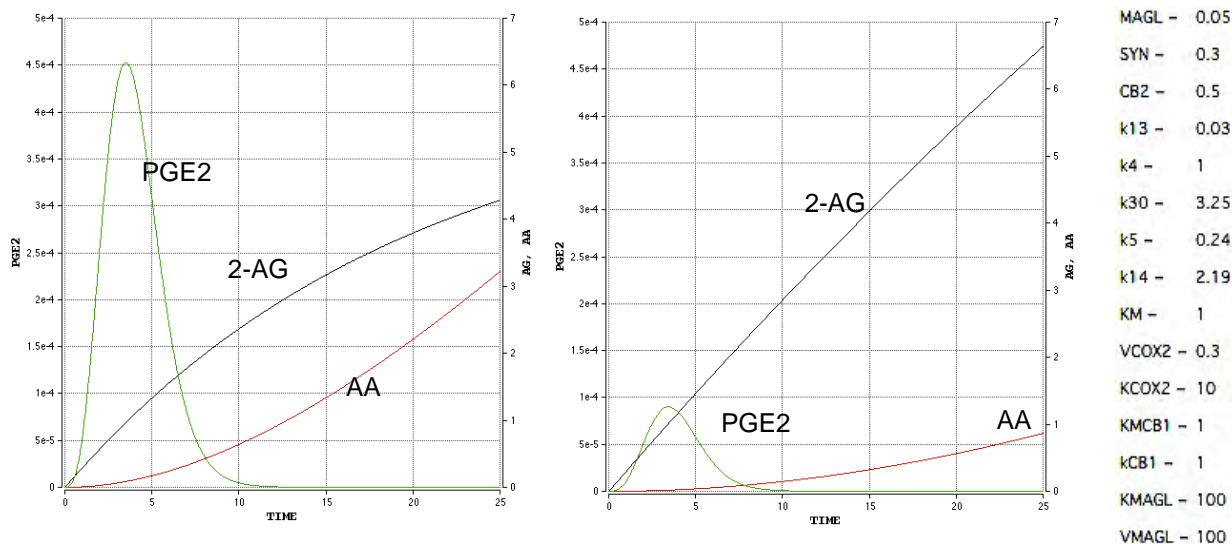 5e-4
4.5e-4
4e-4
3.5e-4
3e-4
2.5e-4
2e-4
1.5e-4
1e-4
5e-5
0
PGE2
7
6
5
4
3
2
1
0
AG, AA
0
5
10
15
20
25
TIME
PGE2
2-AG
AA
5e-4
4.5e-4
4e-4
3.5e-4
3e-4
2.5e-4
2e-4
1.5e-4
1e-4
5e-5
0
PGE2
7
6
5
4
3
2
1
0
AG, AA
0
5
10
15
20
25
TIME
2-AG
PGE2
AA
MAGL - 0.05
SYN - 0.3
CB2 - 0.5
k13 - 0.03
k4 - 1
k30 - 3.25
k5 - 0.24
k14 - 2.19
KM - 1
VCOX2 - 0.3
KCOX2 - 10
KMCB1 - 1
kCB1 - 1
KMAGL - 100
VMAGL - 100